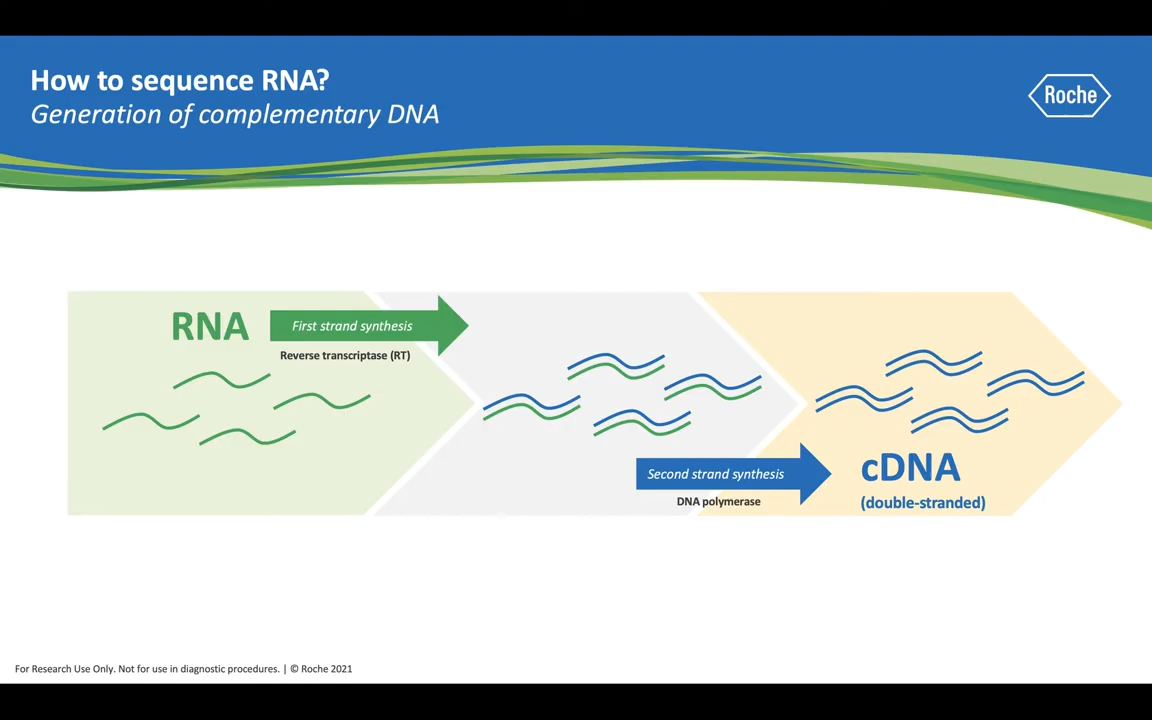 How to sequence RNA?
Generation of complementary DNA
Roche
RNA
First strand synthesis
Reverse transcriptase (RT)
Second strand synthesis
DNA polymerase
cDNA
(double-stranded)
For Research Use Only. Not for use in diagnostic procedures. | © Roche 2021